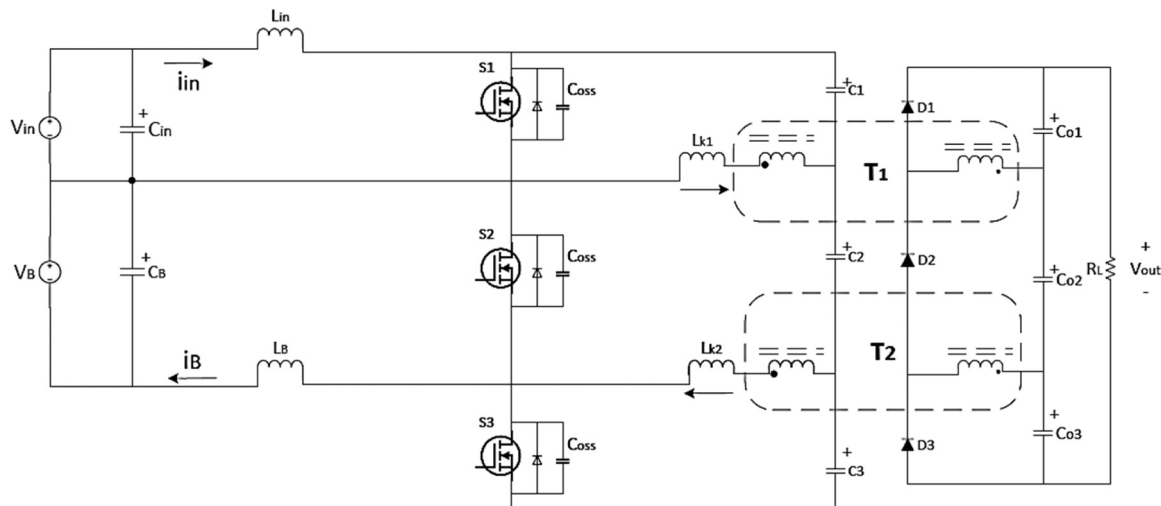 Lin
iin
S1
Coss
C1
D1
Co1
Vin
Cin
Lk1
T1
S2
Coss
C2
D2
VB
CB
Co2
RL
+
Vout
-
iB
LB
Lk2
T2
S3
Coss
C3
D3
Co3